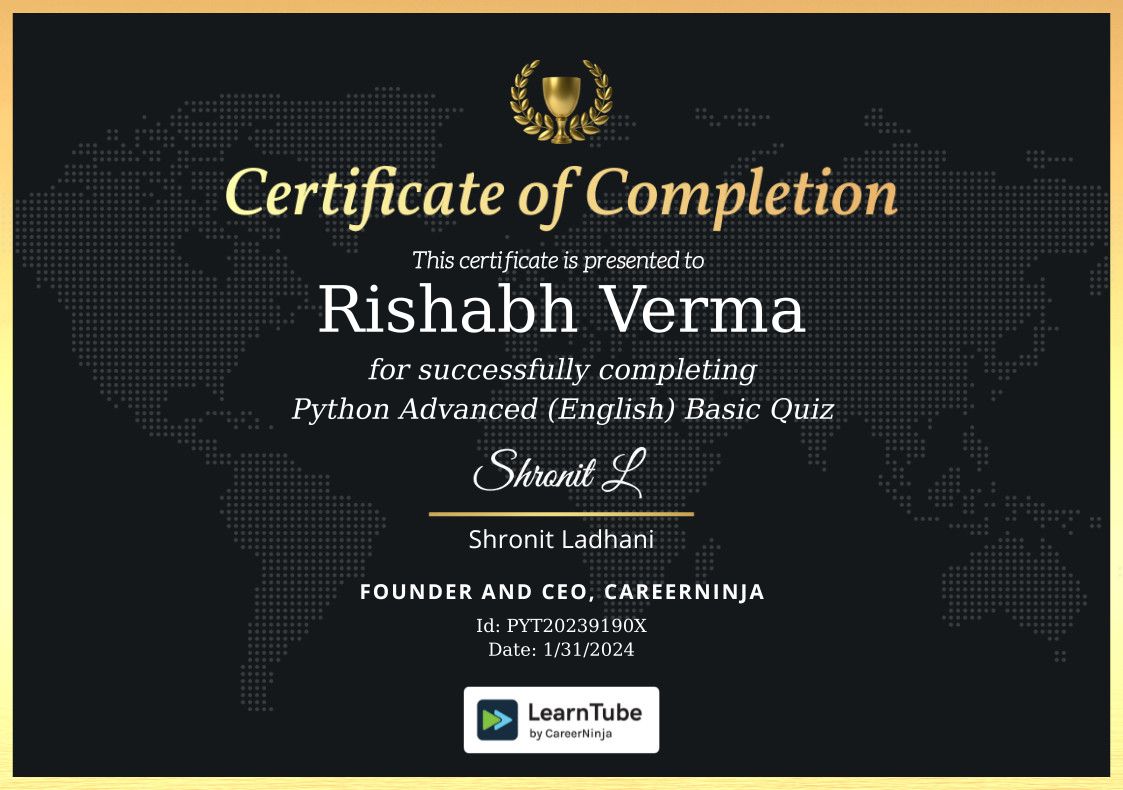 Certificate of Completion
This certificate is presented to
Rishabh Verma
for successfully completing
Python Advanced (English) Basic Quiz
Shronit L
Shronit Ladhani
FOUNDER AND CEO, CAREERNINJA
Id: PYT20239190X
Date: 1/31/2024
LearnTube
by CareerNinja